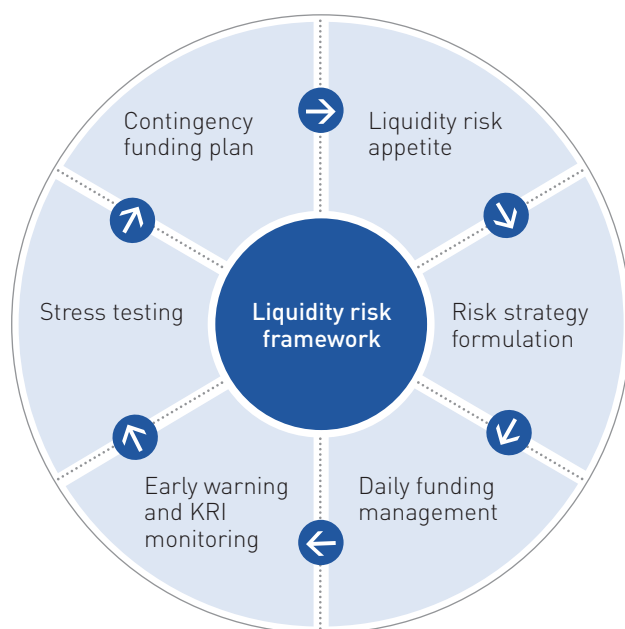 Contingency
funding plan
Liquidity risk
appetite
Stress testing
Liquidity risk
framework
Risk strategy
formulation
Early warning
and KRI
monitoring
Daily funding
management